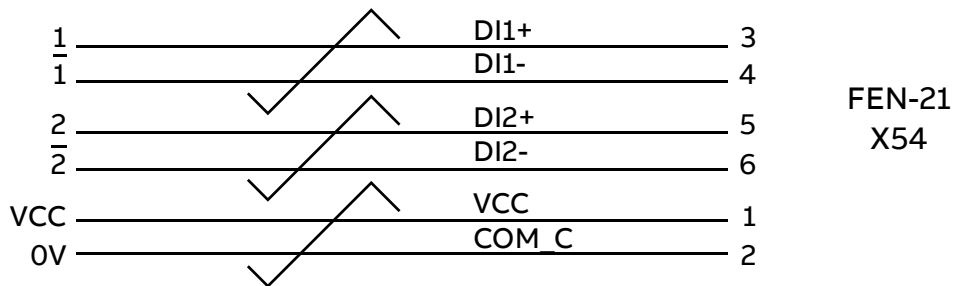 1 DI1+ 3
1̅ DI1- 4
FEN-21
2 DI2+ 5
X54
2̅ DI2- 6
VCC VCC 1
0V COM_C 2